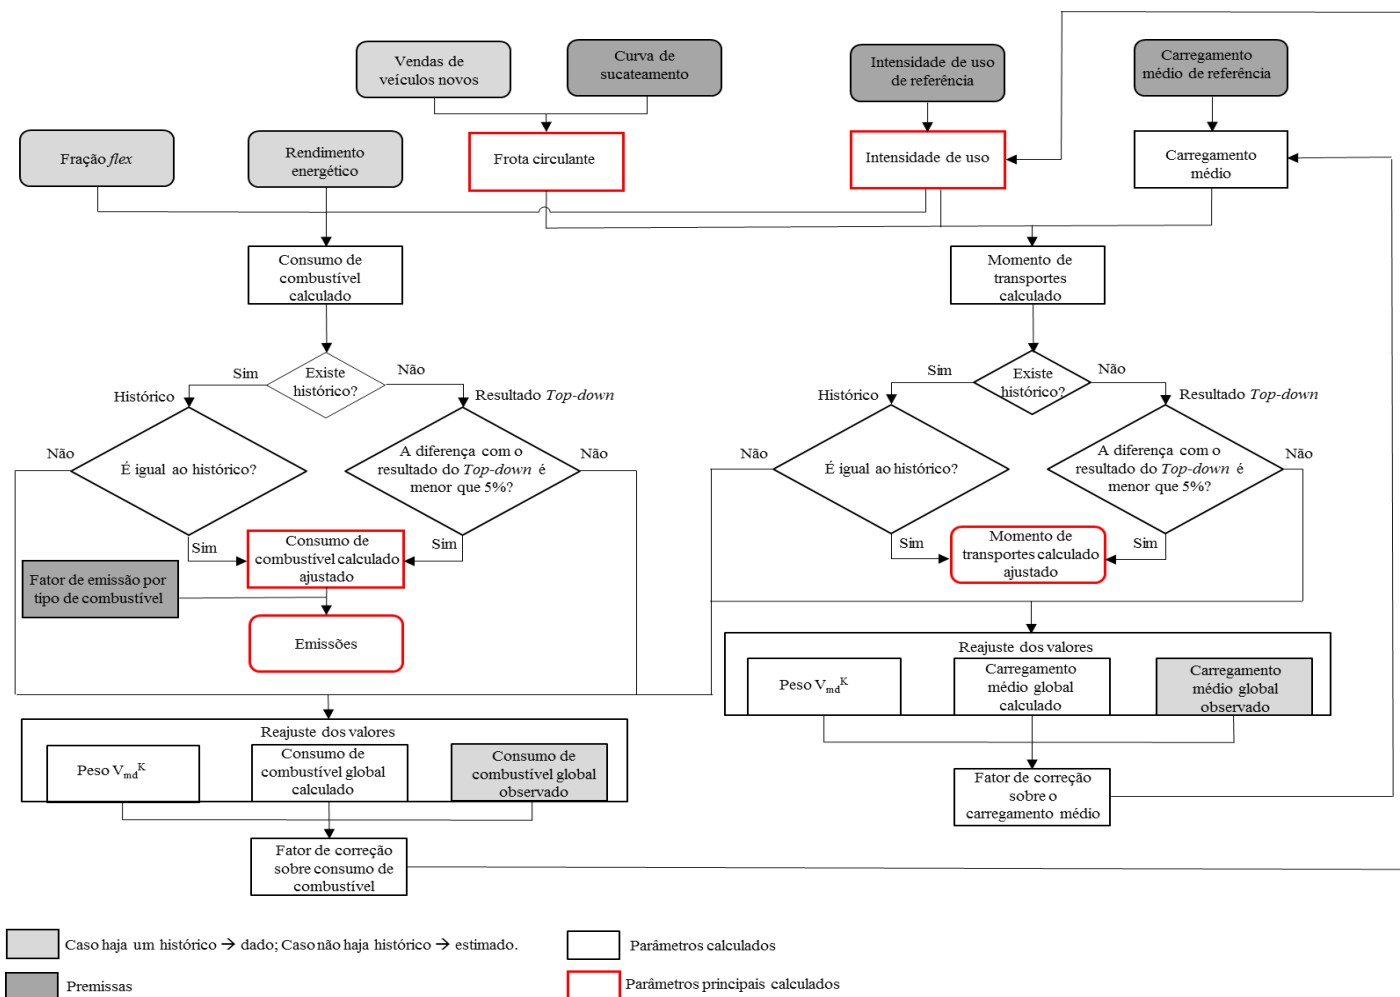 Vendas de
veículos novos
Curva de
sucateamento
Intensidade de uso
de referência
Carregamento
médio de referência
Fração flex
Rendimento
energético
Frota circulante
Intensidade de uso
Carregamento
médio
Consumo de
combustível
calculado
Momento de
transportes
calculado
Existe
histórico?
Sim
Não
Histórico
Resultado Top-down
Existe
histórico?
Sim
Não
Histórico
Resultado Top-down
Não
É igual ao histórico?
A diferença com o
resultado do Top-down é
menor que 5%?
Não
Não
É igual ao histórico?
A diferença com o
resultado do Top-down é
menor que 5%?
Não
Sim
Consumo de
combustível calculado
ajustado
Sim
Sim
Momento de
transportes calculado
ajustado
Sim
Fator de emissão por
tipo de combustível
Emissões
Reajuste dos valores
Peso Vmd^K
Carregamento
médio global
calculado
Carregamento
médio global
observado
Reajuste dos valores
Peso Vmd^K
Consumo de
combustível global
calculado
Consumo de
combustível global
observado
Fator de correção
sobre o
carregamento médio
Fator de correção
sobre consumo de
combustível
Caso haja um histórico → dado; Caso não haja histórico → estimado.
Parâmetros calculados
Premissas
Parâmetros principais calculados